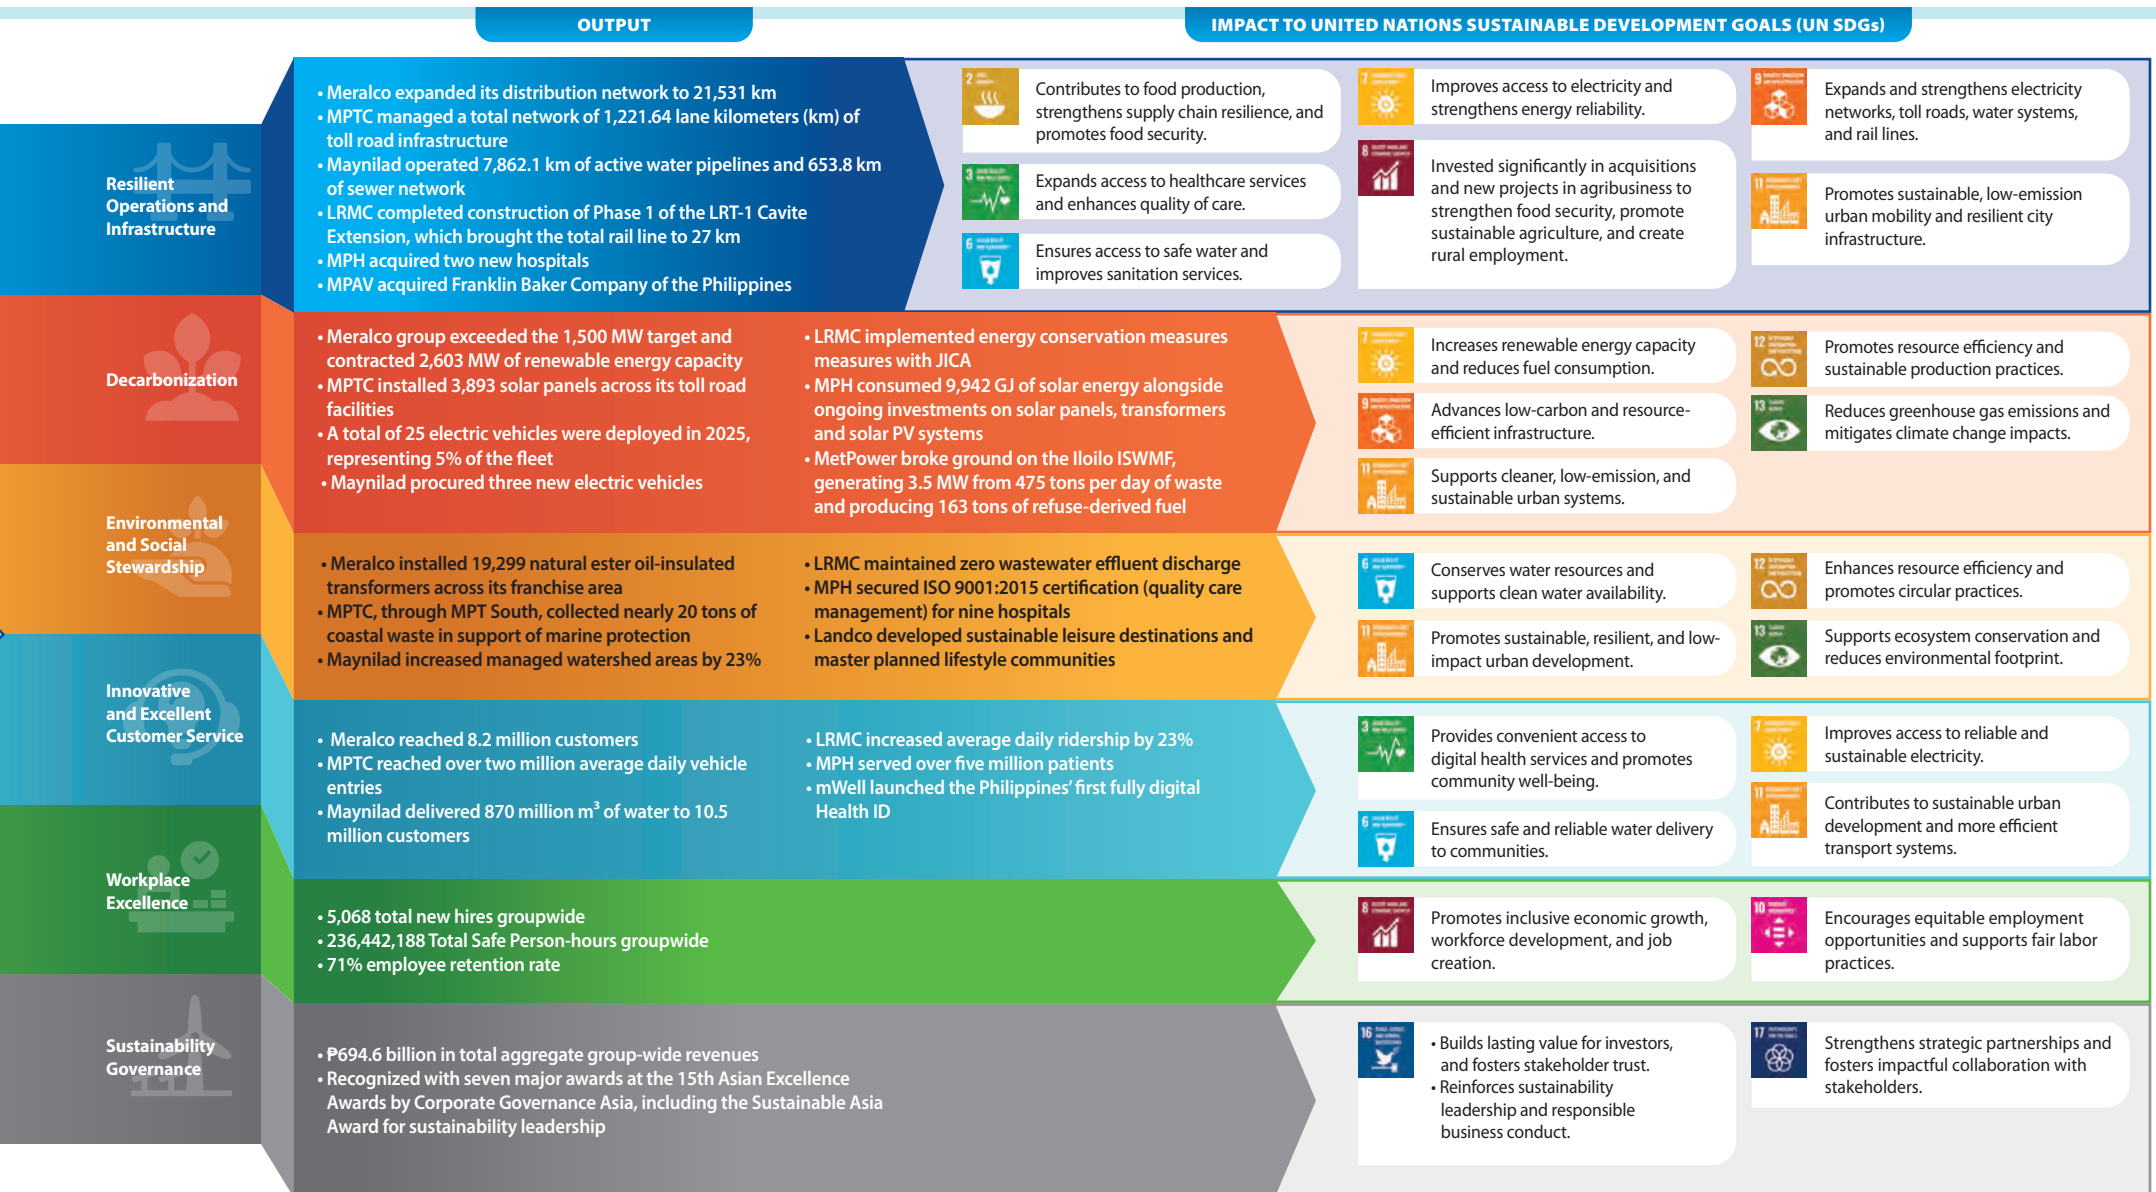 OUTPUT
IMPACT TO UNITED NATIONS SUSTAINABLE DEVELOPMENT GOALS (UN SDGs)
Resilient
Operations and
Infrastructure
• Meralco expanded its distribution network to 21,531 km
• MPTC managed a total network of 1,221.64 lane kilometers (km) of
toll road infrastructure
• Maynilad operated 7,862.1 km of active water pipelines and 653.8 km
of sewer network
• LRMC completed construction of Phase 1 of the LRT-1 Cavite
Extension, which brought the total rail line to 27 km
• MPH acquired two new hospitals
• MPAV acquired Franklin Baker Company of the Philippines
2
Contributes to food production,
strengthens supply chain resilience, and
promotes food security.
3
Expands access to healthcare services
and enhances quality of care.
6
Ensures access to safe water and
improves sanitation services.
7
Improves access to electricity and
strengthens energy reliability.
8
Invested significantly in acquisitions
and new projects in agribusiness to
strengthen food security, promote
sustainable agriculture, and create
rural employment.
9
Expands and strengthens electricity
networks, toll roads, water systems,
and rail lines.
11
Promotes sustainable, low-emission
urban mobility and resilient city
infrastructure.
Decarbonization
• Meralco group exceeded the 1,500 MW target and
contracted 2,603 MW of renewable energy capacity
• MPTC installed 3,893 solar panels across its toll road
facilities
• A total of 25 electric vehicles were deployed in 2025,
representing 5% of the fleet
• Maynilad procured three new electric vehicles
• LRMC implemented energy conservation measures
measures with JICA
• MPH consumed 9,942 GJ of solar energy alongside
ongoing investments on solar panels, transformers
and solar PV systems
• MetPower broke ground on the Iloilo ISWMF,
generating 3.5 MW from 475 tons per day of waste
and producing 163 tons of refuse-derived fuel
7
Increases renewable energy capacity
and reduces fuel consumption.
9
Advances low-carbon and resource-
efficient infrastructure.
11
Supports cleaner, low-emission, and
sustainable urban systems.
12
Promotes resource efficiency and
sustainable production practices.
13
Reduces greenhouse gas emissions and
mitigates climate change impacts.
Environmental
and Social
Stewardship
• Meralco installed 19,299 natural ester oil-insulated
transformers across its franchise area
• MPTC, through MPT South, collected nearly 20 tons of
coastal waste in support of marine protection
• Maynilad increased managed watershed areas by 23%
• LRMC maintained zero wastewater effluent discharge
• MPH secured ISO 9001:2015 certification (quality care
management) for nine hospitals
• Landco developed sustainable leisure destinations and
master planned lifestyle communities
6
Conserves water resources and
supports clean water availability.
11
Promotes sustainable, resilient, and low-
impact urban development.
12
Enhances resource efficiency and
promotes circular practices.
13
Supports ecosystem conservation and
reduces environmental footprint.
Innovative
and Excellent
Customer Service
• Meralco reached 8.2 million customers
• MPTC reached over two million average daily vehicle
entries
• Maynilad delivered 870 million m³ of water to 10.5
million customers
• LRMC increased average daily ridership by 23%
• MPH served over five million patients
• mWell launched the Philippines’ first fully digital
Health ID
3
Provides convenient access to
digital health services and promotes
community well-being.
6
Ensures safe and reliable water delivery
to communities.
7
Improves access to reliable and
sustainable electricity.
11
Contributes to sustainable urban
development and more efficient
transport systems.
Workplace
Excellence
• 5,068 total new hires groupwide
• 236,442,188 Total Safe Person-hours groupwide
• 71% employee retention rate
8
Promotes inclusive economic growth,
workforce development, and job
creation.
10
Encourages equitable employment
opportunities and supports fair labor
practices.
Sustainability
Governance
• ₱694.6 billion in total aggregate group-wide revenues
• Recognized with seven major awards at the 15th Asian Excellence
Awards by Corporate Governance Asia, including the Sustainable Asia
Award for sustainability leadership
16
• Builds lasting value for investors,
and fosters stakeholder trust.
• Reinforces sustainability
leadership and responsible
business conduct.
17
Strengthens strategic partnerships and
fosters impactful collaboration with
stakeholders.